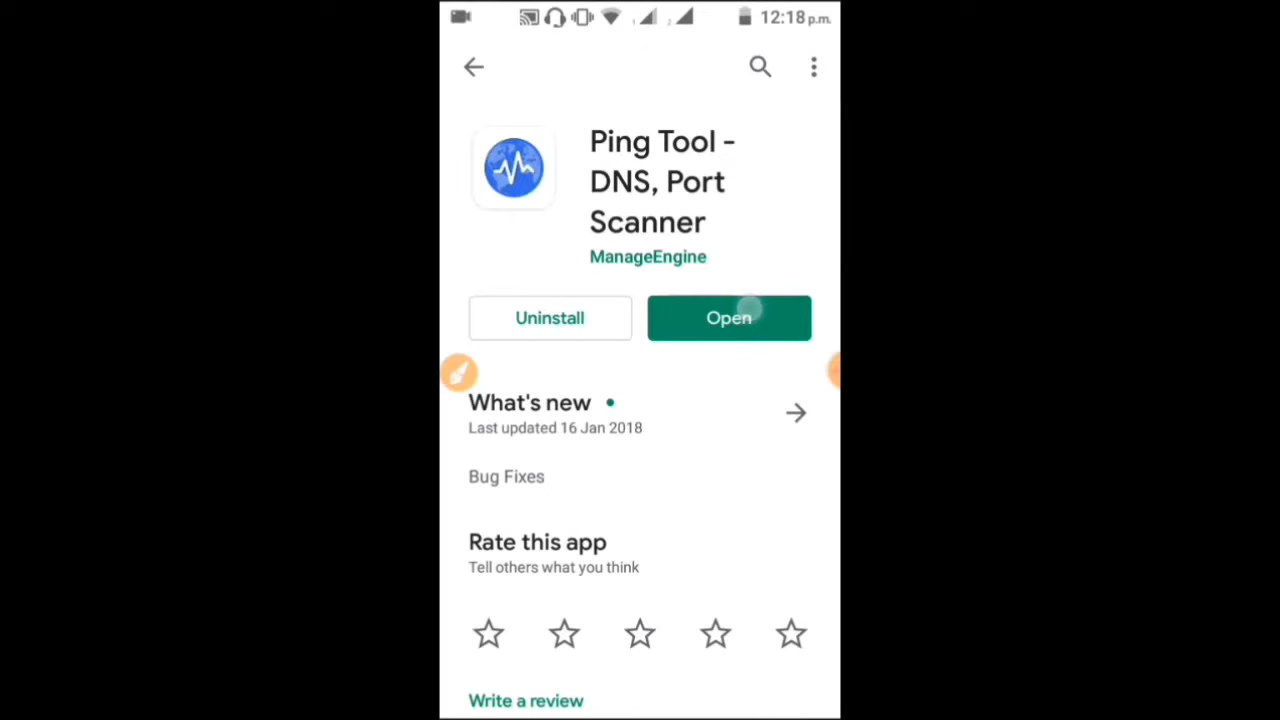 12:18 p.m.
Ping Tool -
DNS, Port
Scanner
ManageEngine
Uninstall
Open
What's new
Last updated 16 Jan 2018
Bug Fixes
Rate this app
Tell others what you think
Write a review